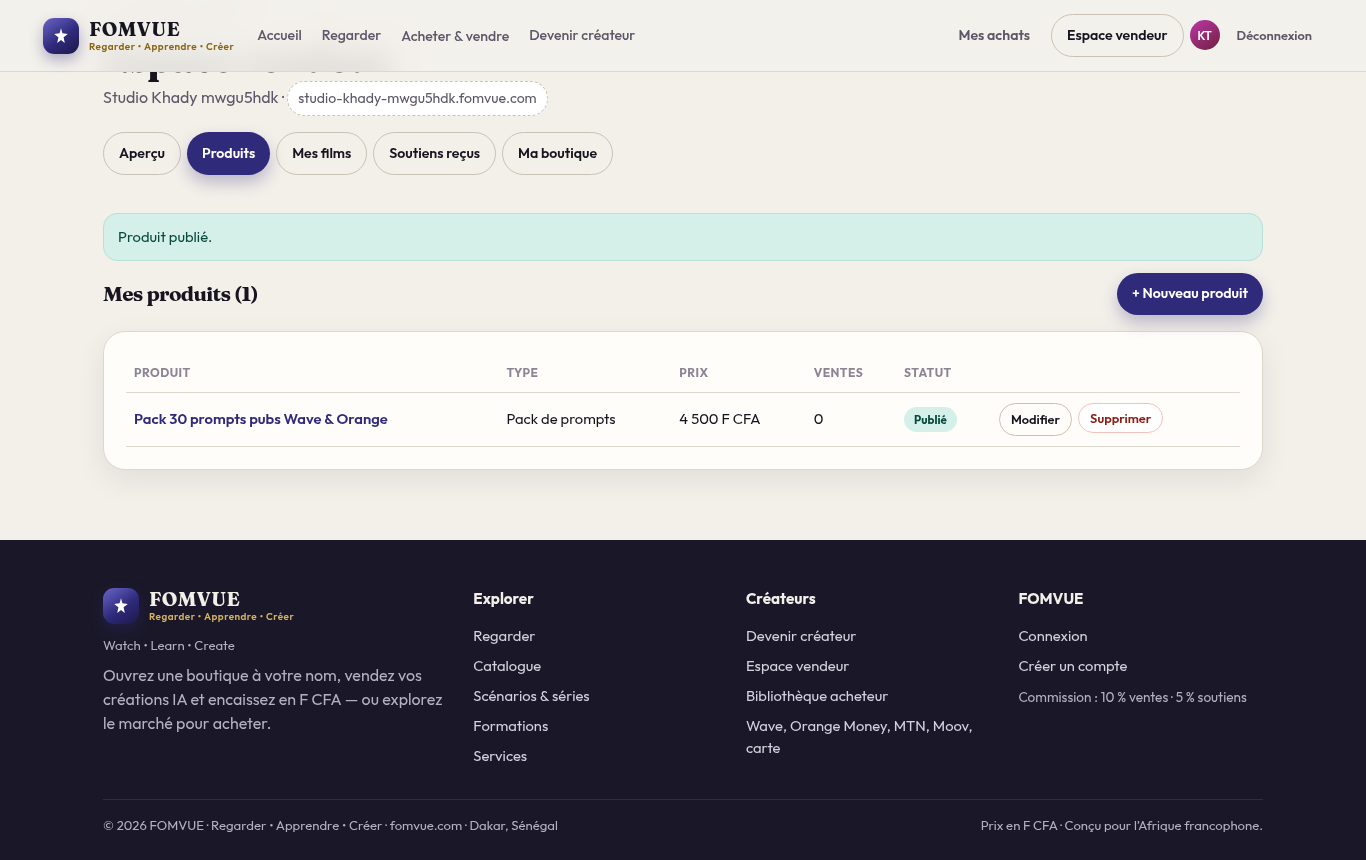 FOMVUE
Regarder • Apprendre • Créer
Accueil
Regarder
Acheter & vendre
Devenir créateur
Mes achats
Espace vendeur
KT
Déconnexion
Studio Khady mwgu5hdk · studio-khady-mwgu5hdk.fomvue.com
Aperçu
Produits
Mes films
Soutiens reçus
Ma boutique
Produit publié.
Mes produits (1)
+ Nouveau produit
PRODUIT TYPE PRIX VENTES STATUT
Pack 30 prompts pubs Wave & Orange Pack de prompts 4 500 F CFA 0 Publié Modifier Supprimer
FOMVUE
Regarder • Apprendre • Créer
Watch • Learn • Create
Ouvrez une boutique à votre nom, vendez vos
créations IA et encaissez en F CFA — ou explorez
le marché pour acheter.
Explorer
Regarder
Catalogue
Scénarios & séries
Formations
Services
Créateurs
Devenir créateur
Espace vendeur
Bibliothèque acheteur
Wave, Orange Money, MTN, Moov,
carte
FOMVUE
Connexion
Créer un compte
Commission : 10 % ventes · 5 % soutiens
© 2026 FOMVUE · Regarder • Apprendre • Créer · fomvue.com · Dakar, Sénégal
Prix en F CFA · Conçu pour l'Afrique francophone.